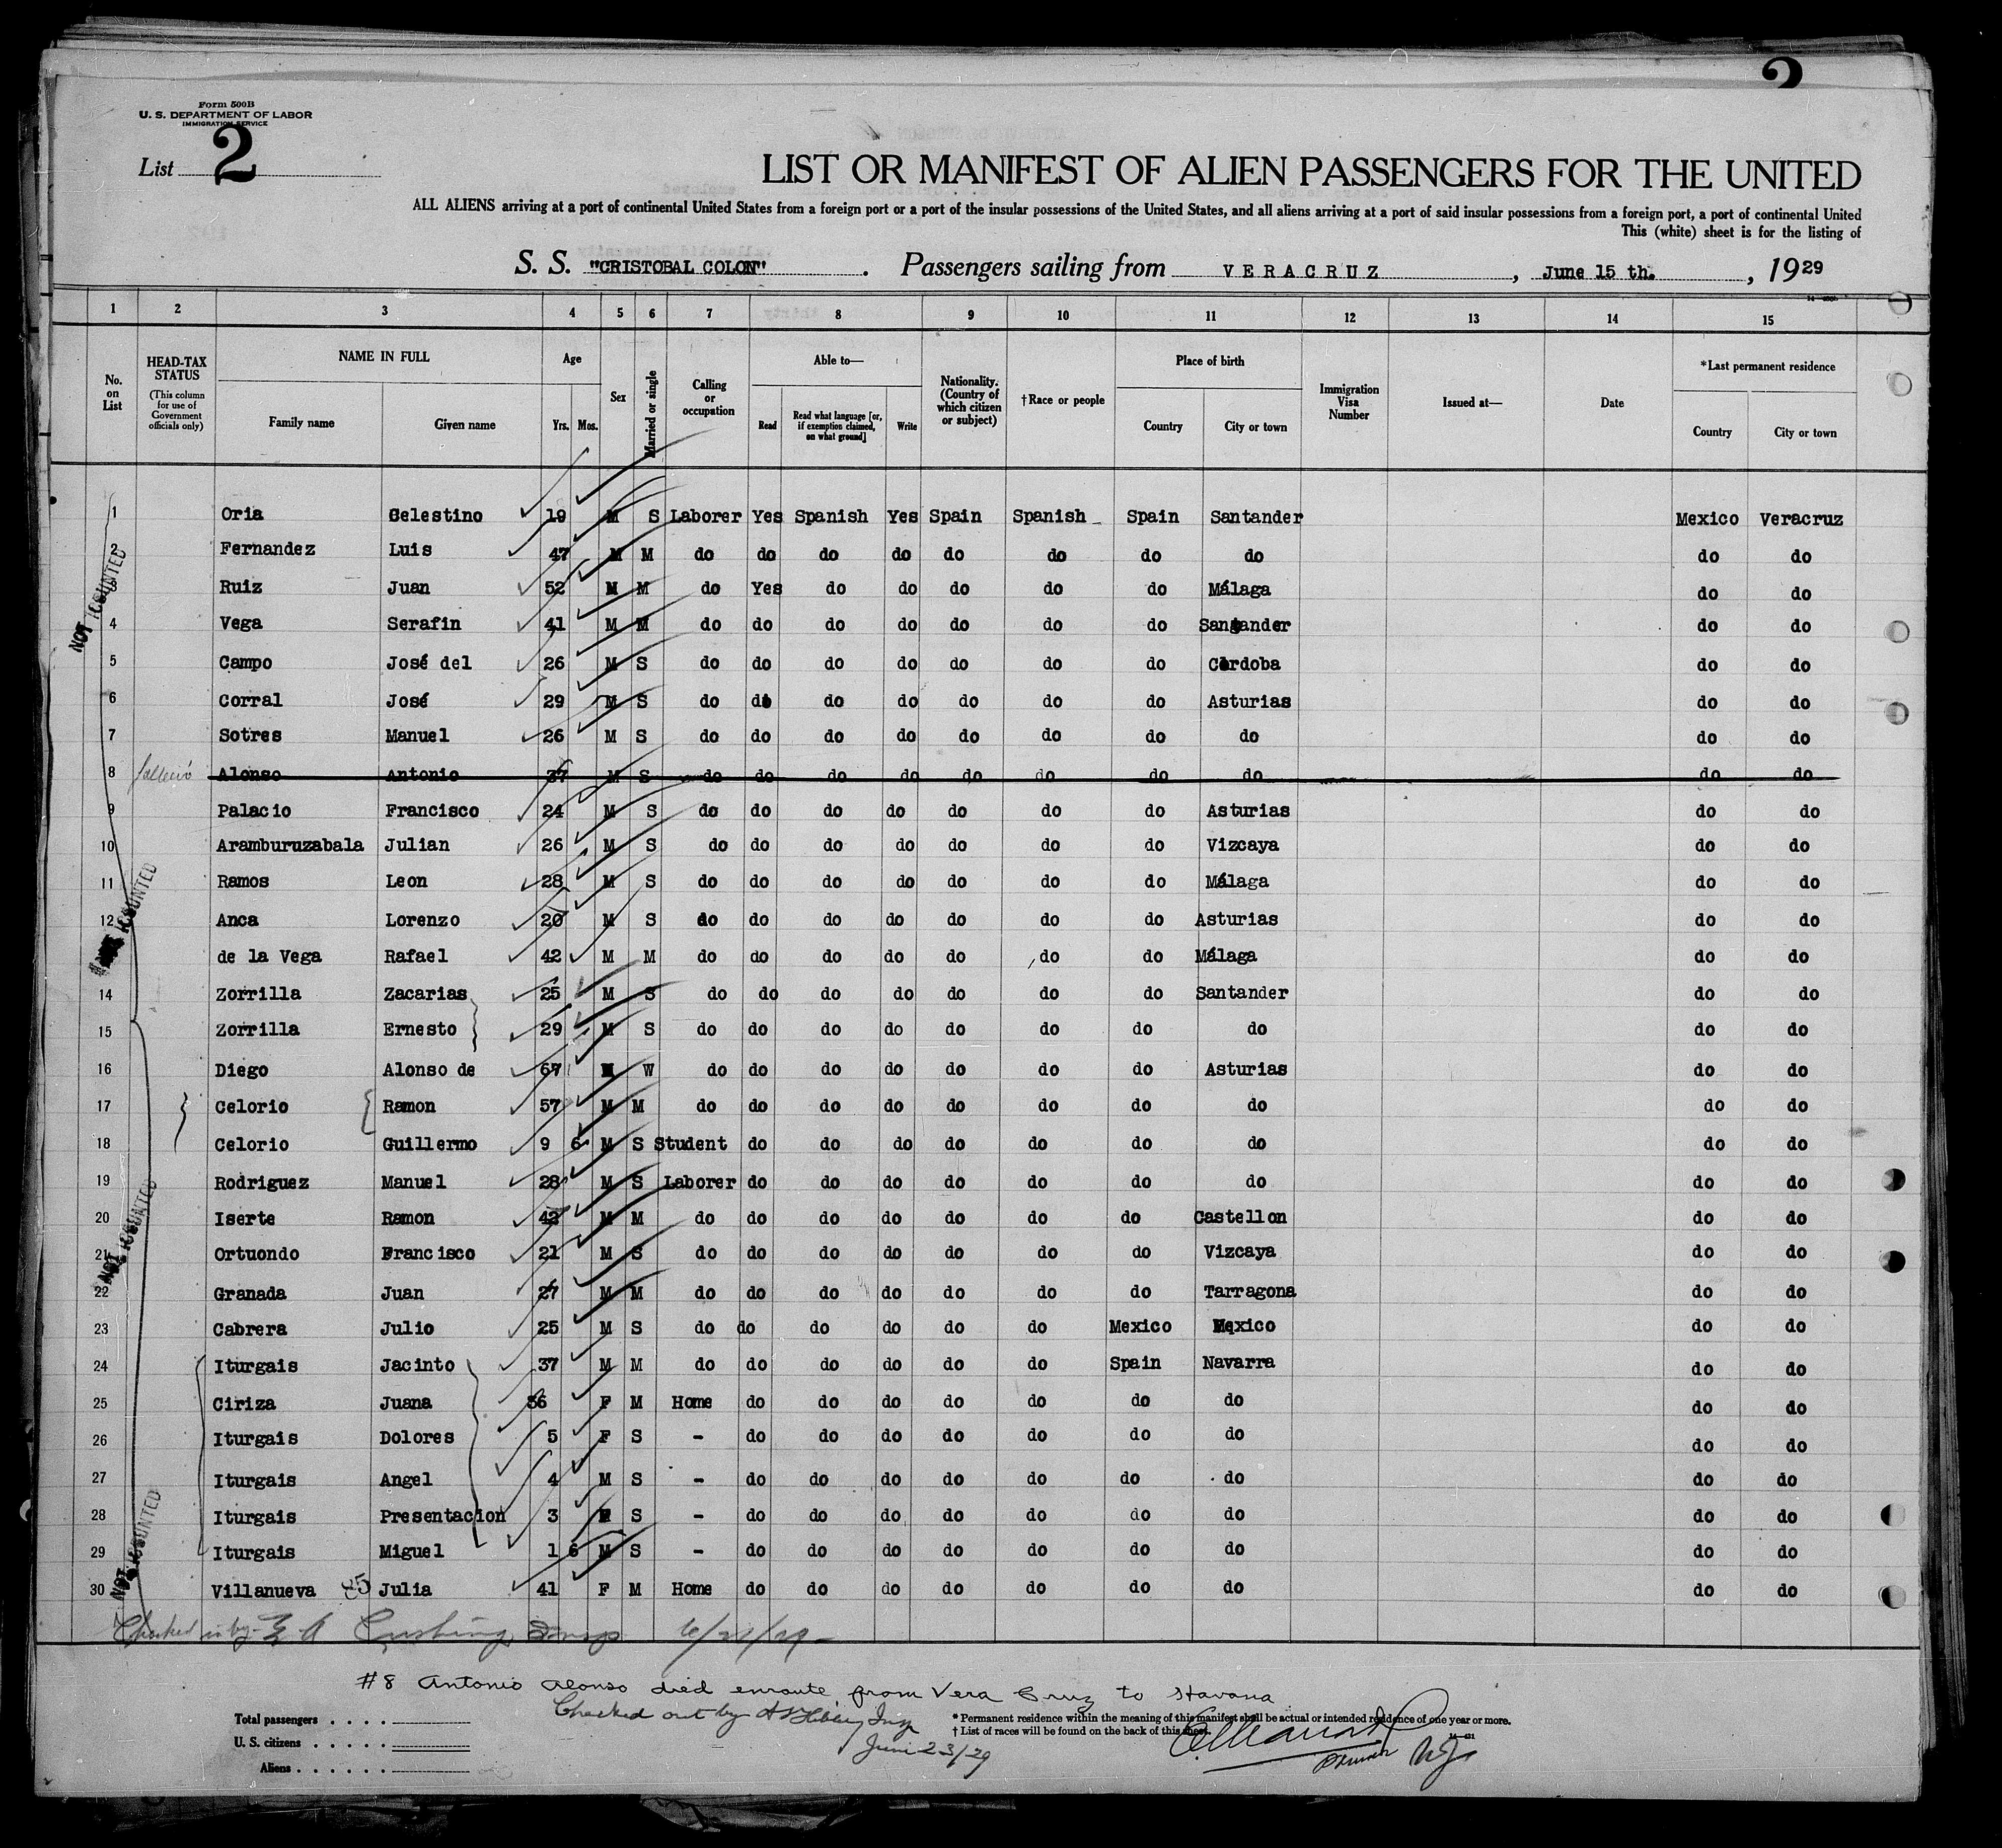 2
Form 500B
U. S. DEPARTMENT OF LABOR
IMMIGRATION SERVICE
List 2
LIST OR MANIFEST OF ALIEN PASSENGERS FOR THE UNITED
ALL ALIENS arriving at a port of continental United States from a foreign port or a port of the insular possessions of the United States, and all aliens arriving at a port of said insular possessions from a foreign port, a port of continental United
This (white) sheet is for the listing of
S. S. "CRISTOBAL COLON" . Passengers sailing from VERACRUZ , June 15 th. , 1929
1 2 3 4 5 6 7 8 9 10 11 12 13 14 15
No. on List
HEAD-TAX STATUS
(This column for use of Government officials only)
NAME IN FULL
Family name Given name
Age
Yrs. Mos.
Sex
Married or single
Calling or occupation
Able to—
Read
Read what language [or, if exemption claimed, on what ground]
Write
Nationality. (Country of which citizen or subject)
†Race or people
Place of birth
Country City or town
Immigration Visa Number
Issued at—
Date
*Last permanent residence
Country City or town
1 Oria Celestino 19 M S Laborer Yes Spanish Yes Spain Spanish Spain Santander Mexico Veracruz
2 Fernandez Luis 47 M M do do do do do do do do do do
3 Ruiz Juan 52 M M do Yes do do do do do Málaga do do
4 Vega Serafin 41 M M do do do do do do do Santander do do
5 Campo José del 26 M S do do do do do do do Cordoba do do
6 Corral José 29 M S do do do do do do do Asturias do do
7 Sotres Manuel 26 M S do do do do do do do do do do
8 falleció Alonso Antonio 37 M S do do do do do do do do do do
9 Palacio Francisco 24 M S do do do do do do do Asturias do do
10 Aramburuzabala Julian 26 M S do do do do do do do Vizcaya do do
11 Ramos Leon 28 M S do do do do do do do Málaga do do
12 Anca Lorenzo 20 M S do do do do do do do Asturias do do
de la Vega Rafael 42 M M do do do do do do do Málaga do do
14 Zorrilla Zacarias 25 M S do do do do do do do Santander do do
15 Zorrilla Ernesto 29 M S do do do do do do do do do do
16 Diego Alonso de 67 M W do do do do do do do Asturias do do
17 Celorio Ramon 57 M M do do do do do do do do do do
18 Celorio Guillermo 9 6 M S Student do do do do do do do do do
19 Rodriguez Manuel 28 M S Laborer do do do do do do do do do
20 Iserte Ramon 42 M M do do do do do do do Castellon do do
21 Ortuondo Francisco 21 M S do do do do do do do Vizcaya do do
22 Granada Juan 27 M M do do do do do do do Tarragona do do
23 Cabrera Julio 25 M S do do do do do do Mexico Mexico do do
24 Iturgais Jacinto 37 M M do do do do do do Spain Navarra do do
25 Ciriza Juana 36 F M Home do do do do do do do do do
26 Iturgais Dolores 5 F S - do do do do do do do do do
27 Iturgais Angel 4 M S - do do do do do do do do do
28 Iturgais Presentacion 3 F S - do do do do do do do do do
29 Iturgais Miguel 1 6 M S - do do do do do do do do do
30 Villanueva 35 Julia 41 F M Home do do do do do do do do do
NOT COUNTED
COUNTED
NOT COUNTED
NOT COUNTED
Checked in by E. A. Cushing Insp 6/21/29
#8 Antonio Alonso died enroute from Vera Cruz to Havana
Checked out by Insp
June 23/29
Total passengers
U. S. citizens
Aliens
* Permanent residence within the meaning of this manifest shall be actual or intended residence of one year or more.
† List of races will be found on the back of this sheet.